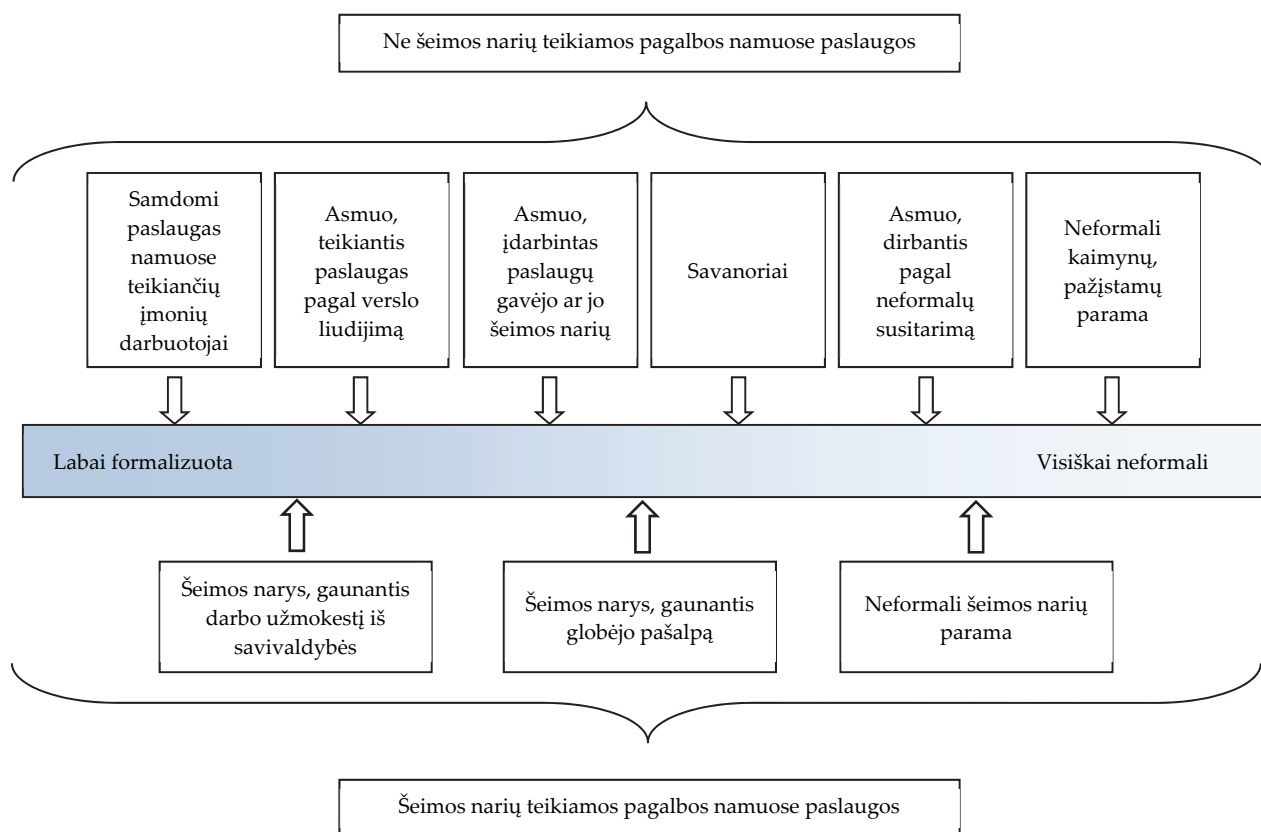 Ne šeimos narių teikiamos pagalbos namuose paslaugos
Samdomi
paslaugas
namuose
teikiančių
įmonių
darbuotojai
Asmuo,
teikiantis
paslaugas
pagal verslo
liudijimą
Asmuo,
įdarbintas
paslaugų
gavėjo ar jo
šeimos narių
Savanoriai
Asmuo,
dirbantis
pagal
neformalų
susitarimą
Neformali
kaimynų,
pažįstamų
parama
Labai formalizuota
Visiškai neformali
Šeimos narys, gaunantis
darbo užmokestį iš
savivaldybės
Šeimos narys, gaunantis
globėjo pašalpą
Neformali šeimos narių
parama
Šeimos narių teikiamos pagalbos namuose paslaugos